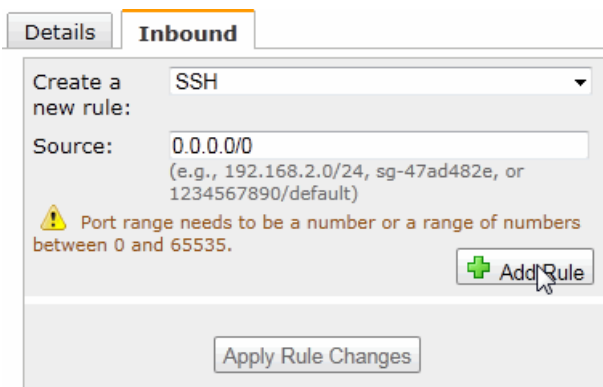 Details Inbound
Create a SSH
new rule:
Source: 0.0.0.0/0
(e.g., 192.168.2.0/24, sg-47ad482e, or
1234567890/default)
Port range needs to be a number or a range of numbers
between 0 and 65535.
Add Rule
Apply Rule Changes